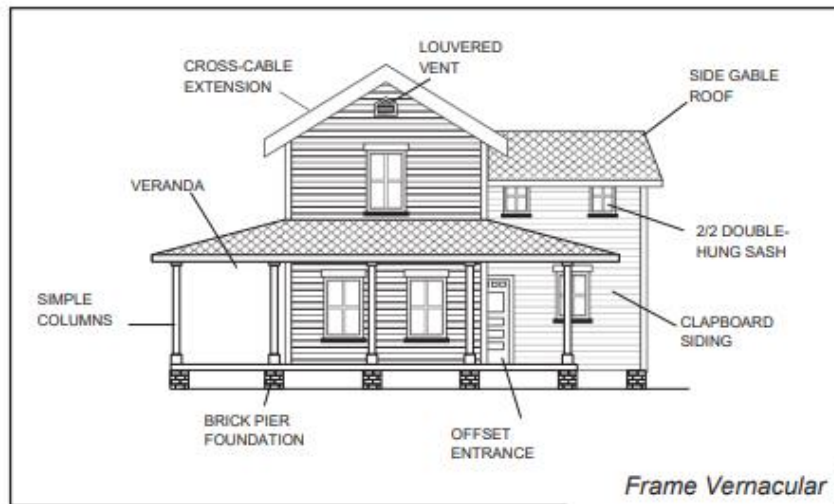 LOUVERED
VENT
CROSS-CABLE
EXTENSION
SIDE GABLE
ROOF
VERANDA
2/2 DOUBLE-
HUNG SASH
SIMPLE
COLUMNS
CLAPBOARD
SIDING
BRICK PIER
FOUNDATION
OFFSET
ENTRANCE
Frame Vernacular